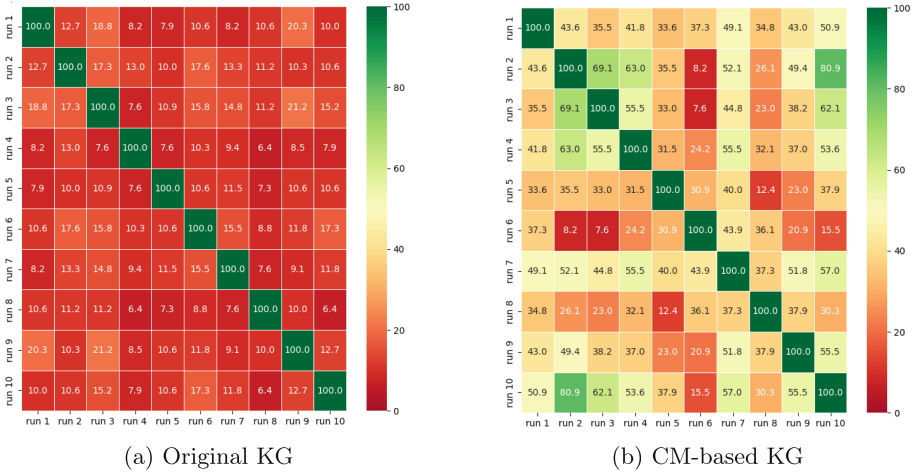 run 1 100.0 12.7 18.8 8.2 7.9 10.6 8.2 10.6 20.3 10.0
run 2 12.7 100.0 17.3 13.0 10.0 17.6 13.3 11.2 10.3 10.6
run 3 18.8 17.3 100.0 7.6 10.9 15.8 14.8 11.2 21.2 15.2
run 4 8.2 13.0 7.6 100.0 7.6 10.3 9.4 6.4 8.5 7.9
run 5 7.9 10.0 10.9 7.6 100.0 10.6 11.5 7.3 10.6 10.6
run 6 10.6 17.6 15.8 10.3 10.6 100.0 15.5 8.8 11.8 17.3
run 7 8.2 13.3 14.8 9.4 11.5 15.5 100.0 7.6 9.1 11.8
run 8 10.6 11.2 11.2 6.4 7.3 8.8 7.6 100.0 10.0 6.4
run 9 20.3 10.3 21.2 8.5 10.6 11.8 9.1 10.0 100.0 12.7
run 10 10.0 10.6 15.2 7.9 10.6 17.3 11.8 6.4 12.7 100.0
run 1 run 2 run 3 run 4 run 5 run 6 run 7 run 8 run 9 run 10
100
80
60
40
20
0
(a) Original KG
run 1 100.0 43.6 35.5 41.8 33.6 37.3 49.1 34.8 43.0 50.9
run 2 43.6 100.0 69.1 63.0 35.5 8.2 52.1 26.1 49.4 80.9
run 3 35.5 69.1 100.0 55.5 33.0 7.6 44.8 23.0 38.2 62.1
run 4 41.8 63.0 55.5 100.0 31.5 24.2 55.5 32.1 37.0 53.6
run 5 33.6 35.5 33.0 31.5 100.0 30.9 40.0 12.4 23.0 37.9
run 6 37.3 8.2 7.6 24.2 30.9 100.0 43.9 36.1 20.9 15.5
run 7 49.1 52.1 44.8 55.5 40.0 43.9 100.0 37.3 51.8 57.0
run 8 34.8 26.1 23.0 32.1 12.4 36.1 37.3 100.0 37.9 30.3
run 9 43.0 49.4 38.2 37.0 23.0 20.9 51.8 37.9 100.0 55.5
run 10 50.9 80.9 62.1 53.6 37.9 15.5 57.0 30.3 55.5 100.0
run 1 run 2 run 3 run 4 run 5 run 6 run 7 run 8 run 9 run 10
100
80
60
40
20
0
(b) CM-based KG